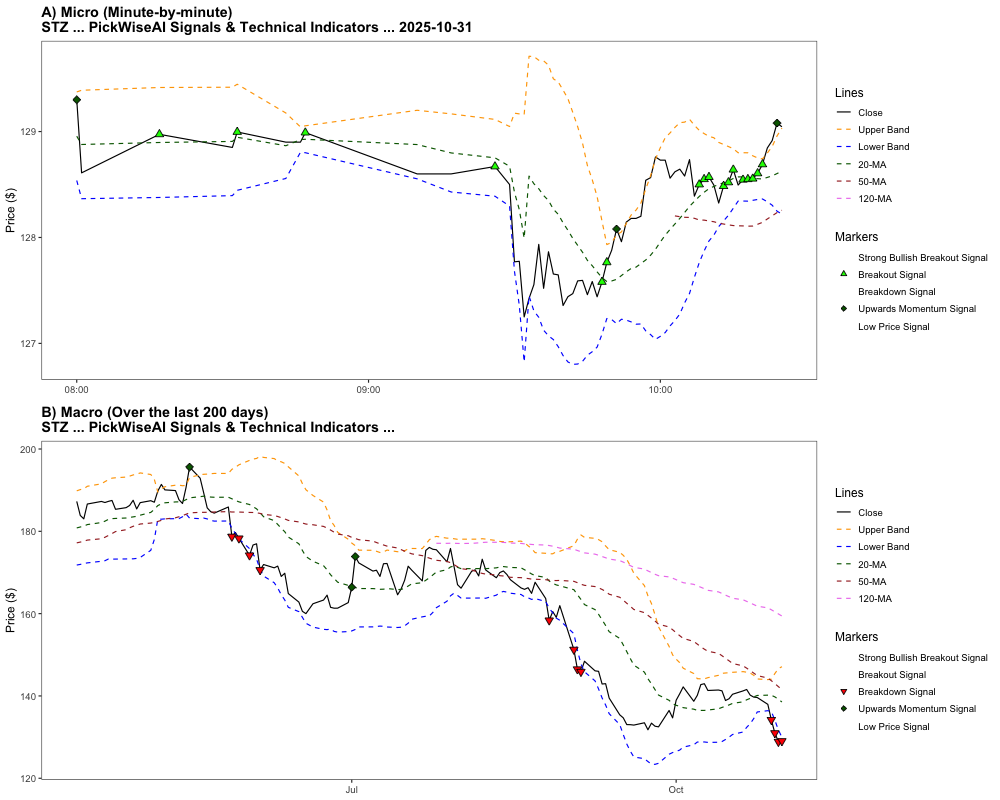 A) Micro (Minute-by-minute)
STZ ... PickWiseAI Signals & Technical Indicators ... 2025-10-31
Price ($)
129
128
127
08:00
09:00
10:00
Lines
Close
Upper Band
Lower Band
20-MA
50-MA
120-MA
Markers
Strong Bullish Breakout Signal
Breakout Signal
Breakdown Signal
Upwards Momentum Signal
Low Price Signal
B) Macro (Over the last 200 days)
STZ ... PickWiseAI Signals & Technical Indicators ...
Price ($)
200
180
160
140
120
Jul
Oct
Lines
Close
Upper Band
Lower Band
20-MA
50-MA
120-MA
Markers
Strong Bullish Breakout Signal
Breakout Signal
Breakdown Signal
Upwards Momentum Signal
Low Price Signal